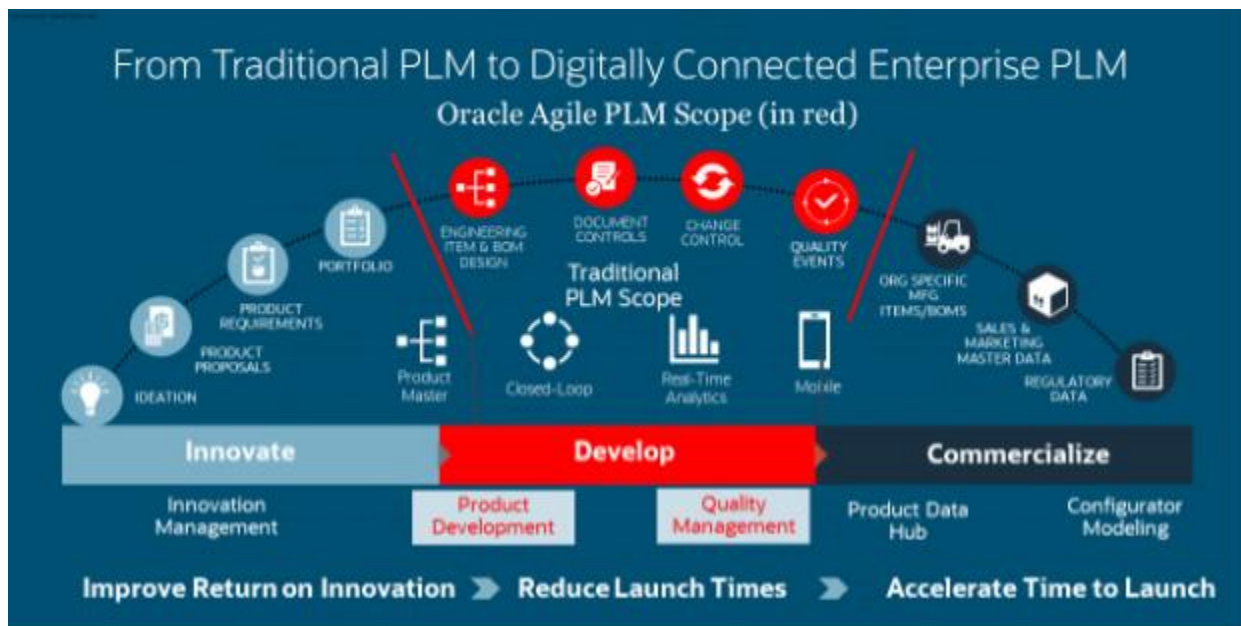 From Traditional PLM to Digitally Connected Enterprise PLM
Oracle Agile PLM Scope (in red)
IDEATION
PRODUCT
PROPOSALS
PRODUCT
REQUIREMENTS
PORTFOLIO
ENGINEERING
ITEM & BOM
DESIGN
DOCUMENT
CONTROLS
CHANGE
CONTROL
QUALITY
EVENTS
ORG SPECIFIC
MFG
ITEMS/BOMS
SALES &
MARKETING
MASTER DATA
REGULATORY
DATA
Traditional
PLM Scope
Product
Master
Closed-Loop
Real-Time
Analytics
Mobile
Innovate
Develop
Commercialize
Innovation
Management
Product
Development
Quality
Management
Product Data
Hub
Configurator
Modeling
Improve Return on Innovation
Reduce Launch Times
Accelerate Time to Launch